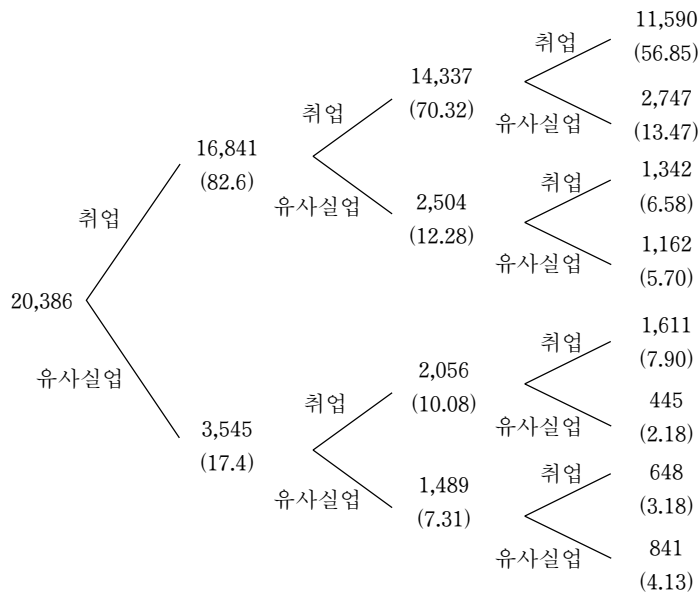 20,386
취업
유사실업
16,841
(82.6)
3,545
(17.4)
취업
유사실업
취업
유사실업
14,337
(70.32)
2,504
(12.28)
2,056
(10.08)
1,489
(7.31)
취업
유사실업
취업
유사실업
취업
유사실업
취업
유사실업
11,590
(56.85)
2,747
(13.47)
1,342
(6.58)
1,162
(5.70)
1,611
(7.90)
445
(2.18)
648
(3.18)
841
(4.13)